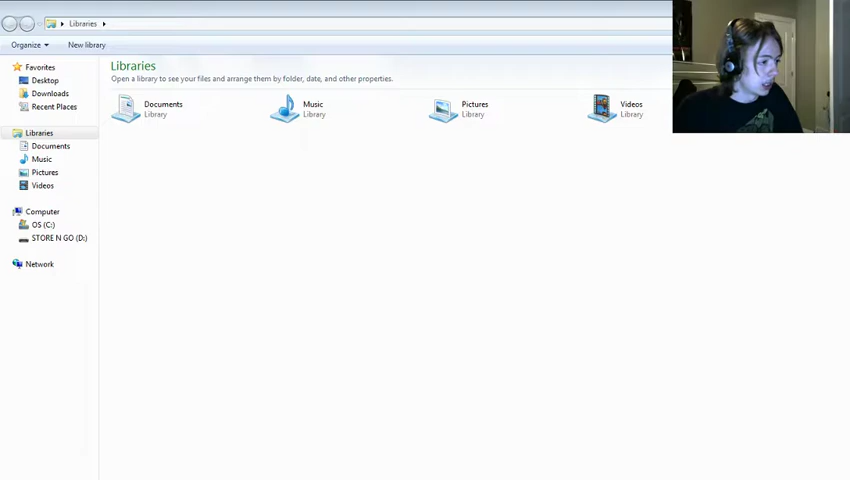 Libraries
Organize
New library
Favorites
Desktop
Downloads
Recent Places
Libraries
Documents
Music
Pictures
Videos
Computer
OS (C:)
STORE N GO (D:)
Network
Libraries
Open a library to see your files and arrange them by folder, date, and other properties.
Documents
Library
Music
Library
Pictures
Library
Videos
Library